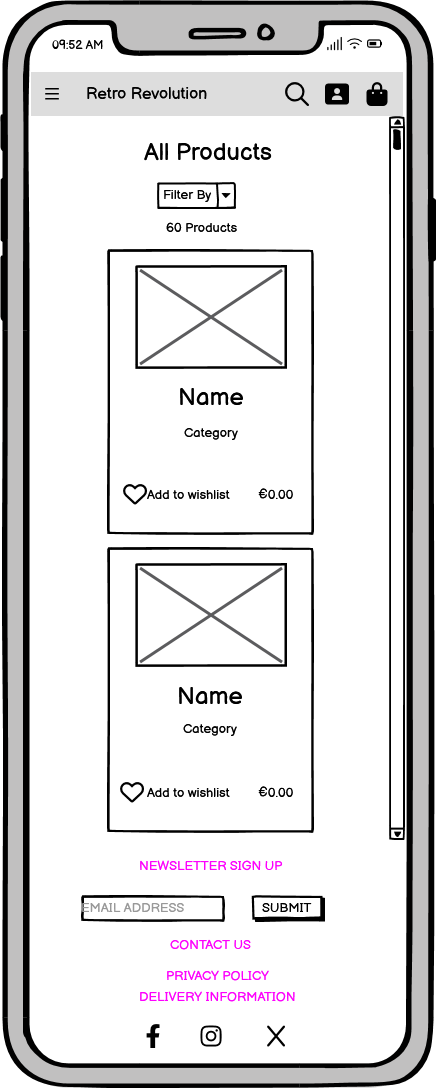 09:52 AM
Retro Revolution
All Products
Filter By
60 Products
Name
Category
Add to wishlist €0.00
Name
Category
Add to wishlist €0.00
NEWSLETTER SIGN UP
EMAIL ADDRESS SUBMIT
CONTACT US
PRIVACY POLICY
DELIVERY INFORMATION